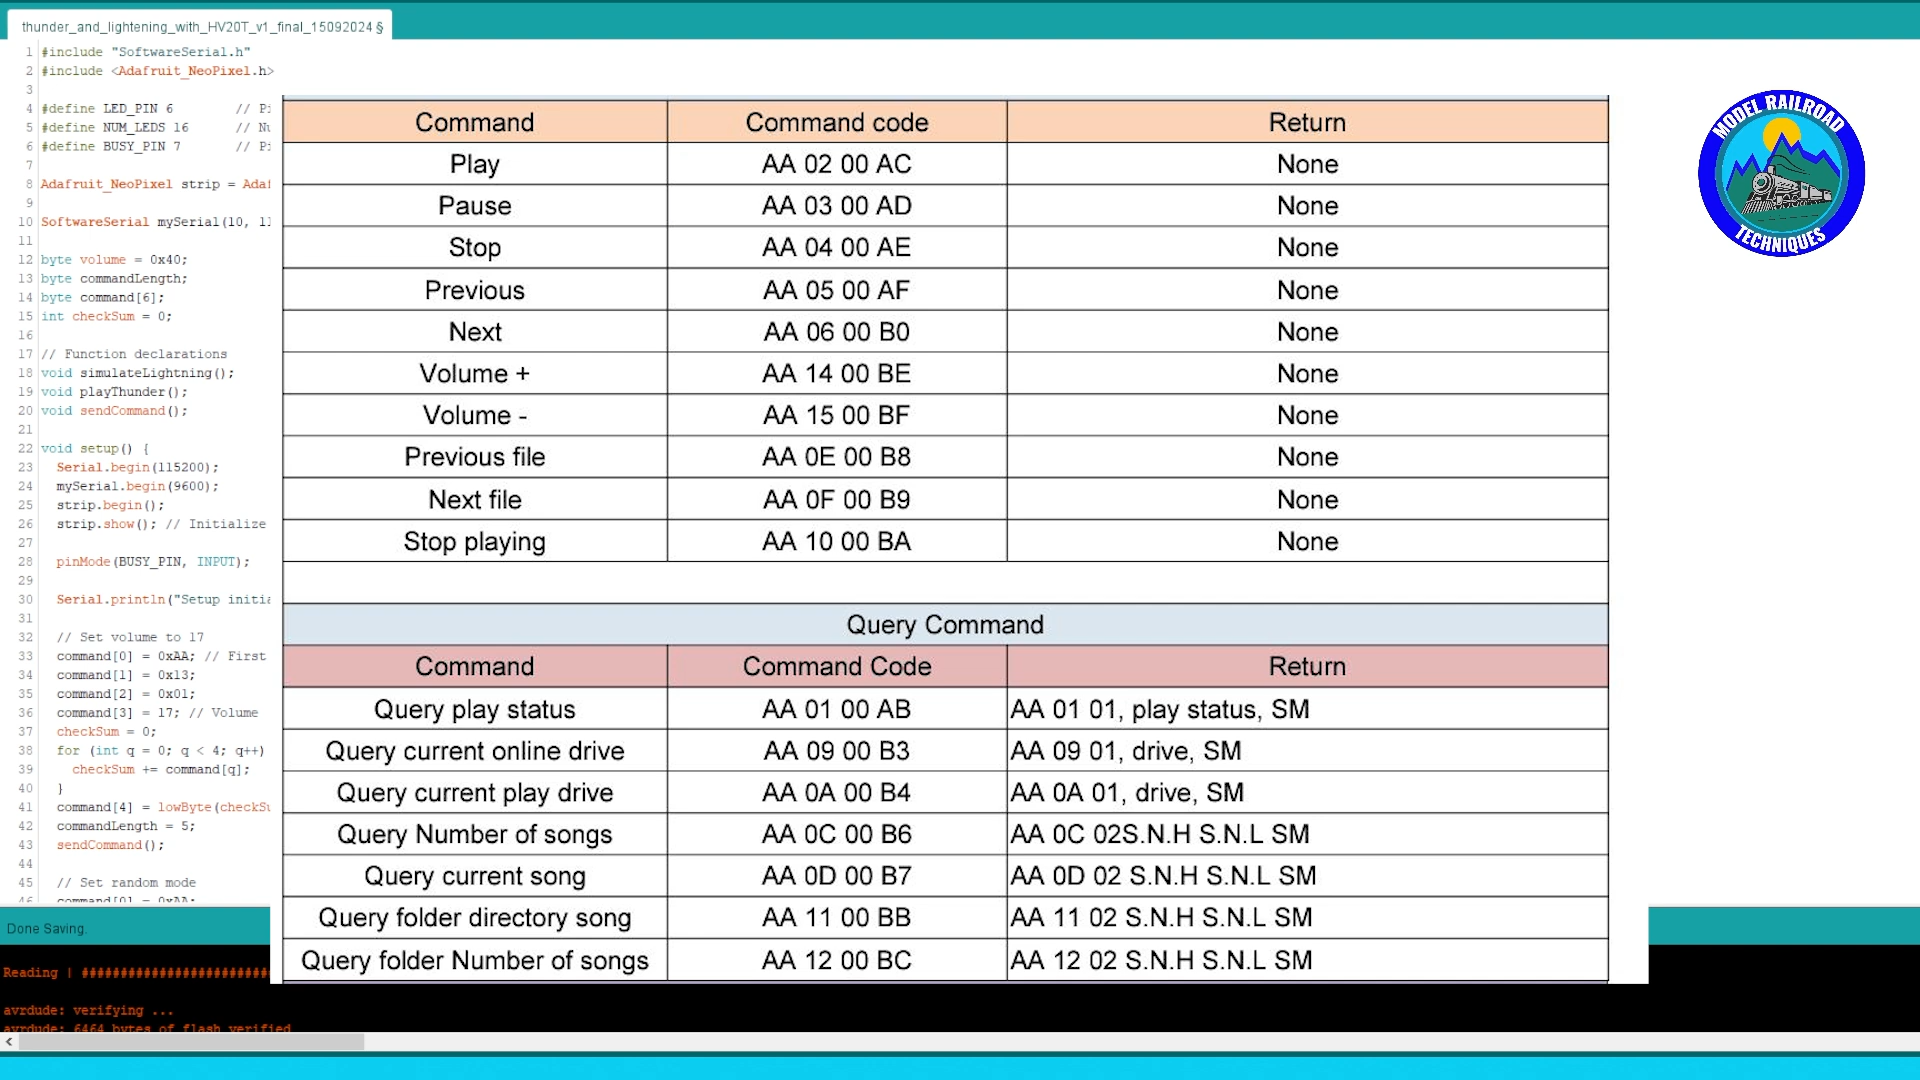 thunder_and_lightening_with_HV20T_v1_final_15092024 §
1 #include "SoftwareSerial.h"
2 #include <Adafruit_NeoPixel.h>
3
4 #define LED_PIN 6 // Pi
5 #define NUM_LEDS 16 // Nu
6 #define BUSY_PIN 7 // Pi
7
8 Adafruit_NeoPixel strip = Adaf
9
10 SoftwareSerial mySerial(10, 11
11
12 byte volume = 0x40;
13 byte commandLength;
14 byte command[6];
15 int checkSum = 0;
16
17 // Function declarations
18 void simulateLightning();
19 void playThunder();
20 void sendCommand();
21
22 void setup() {
23 Serial.begin(115200);
24 mySerial.begin(9600);
25 strip.begin();
26 strip.show(); // Initialize
27
28 pinMode(BUSY_PIN, INPUT);
29
30 Serial.println("Setup initia
31
32 // Set volume to 17
33 command[0] = 0xAA; // First
34 command[1] = 0x13;
35 command[2] = 0x01;
36 command[3] = 17; // Volume
37 checkSum = 0;
38 for (int q = 0; q < 4; q++)
39 checkSum += command[q];
40 }
41 command[4] = lowByte(checkSu
42 commandLength = 5;
43 sendCommand();
44
45 // Set random mode
46 command[0] = 0xAA;
Done Saving.
Reading | ########################
avrdude: verifying ...
avrdude: 6464 bytes of flash verified
<
Command Command code Return
Play AA 02 00 AC None
Pause AA 03 00 AD None
Stop AA 04 00 AE None
Previous AA 05 00 AF None
Next AA 06 00 B0 None
Volume + AA 14 00 BE None
Volume - AA 15 00 BF None
Previous file AA 0E 00 B8 None
Next file AA 0F 00 B9 None
Stop playing AA 10 00 BA None
Query Command
Command Command Code Return
Query play status AA 01 00 AB AA 01 01, play status, SM
Query current online drive AA 09 00 B3 AA 09 01, drive, SM
Query current play drive AA 0A 00 B4 AA 0A 01, drive, SM
Query Number of songs AA 0C 00 B6 AA 0C 02S.N.H S.N.L SM
Query current song AA 0D 00 B7 AA 0D 02 S.N.H S.N.L SM
Query folder directory song AA 11 00 BB AA 11 02 S.N.H S.N.L SM
Query folder Number of songs AA 12 00 BC AA 12 02 S.N.H S.N.L SM
MODEL RAILROAD
TECHNIQUES